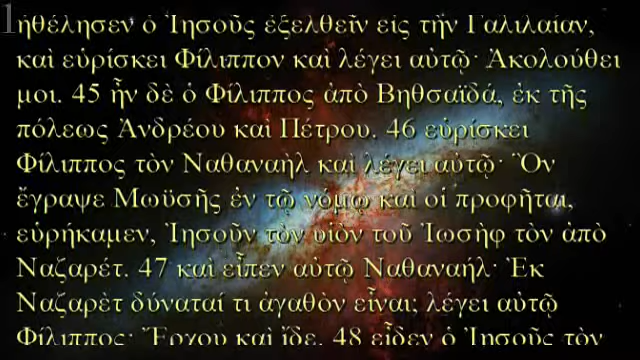 1
ἠθέλησεν ὁ Ἰησοῦς ἐξελθεῖν εἰς τὴν Γαλιλαίαν,
καὶ εὑρίσκει Φίλιππον καὶ λέγει αὐτῷ· Ἀκολούθει
μοι. 45 ἦν δὲ ὁ Φίλιππος ἀπὸ Βηθσαϊδά, ἐκ τῆς
πόλεως Ἀνδρέου καὶ Πέτρου. 46 εὑρίσκει
Φίλιππος τὸν Ναθαναὴλ καὶ λέγει αὐτῷ· Ὃν
ἔγραψε Μωϋσῆς ἐν τῷ νόμῳ καὶ οἱ προφῆται,
εὑρήκαμεν, Ἰησοῦν τὸν υἱὸν τοῦ Ἰωσὴφ τὸν ἀπὸ
Ναζαρέτ. 47 καὶ εἶπεν αὐτῷ Ναθαναήλ· Ἐκ
Ναζαρὲτ δύναταί τι ἀγαθὸν εἶναι; λέγει αὐτῷ
Φίλιππος· Ἔρχου καὶ ἴδε. 48 εἶδεν ὁ Ἰησοῦς τὸν